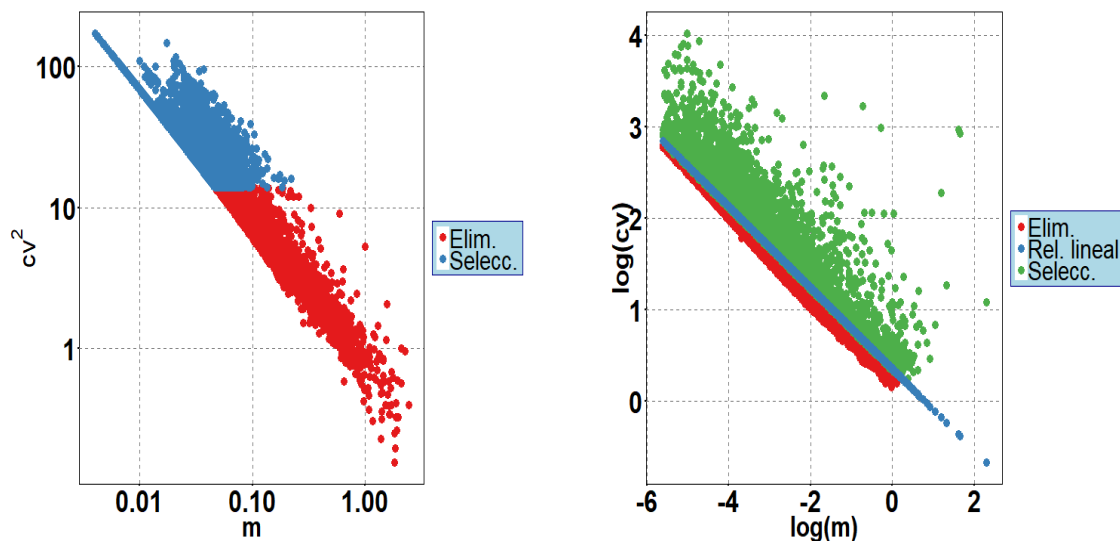 100
10
1
cv²
0.01 0.10 1.00
m
Elim.
Selecc.
4
3
2
1
0
log(cv)
-6 -4 -2 0 2
log(m)
Elim.
Rel. lineal
Selecc.